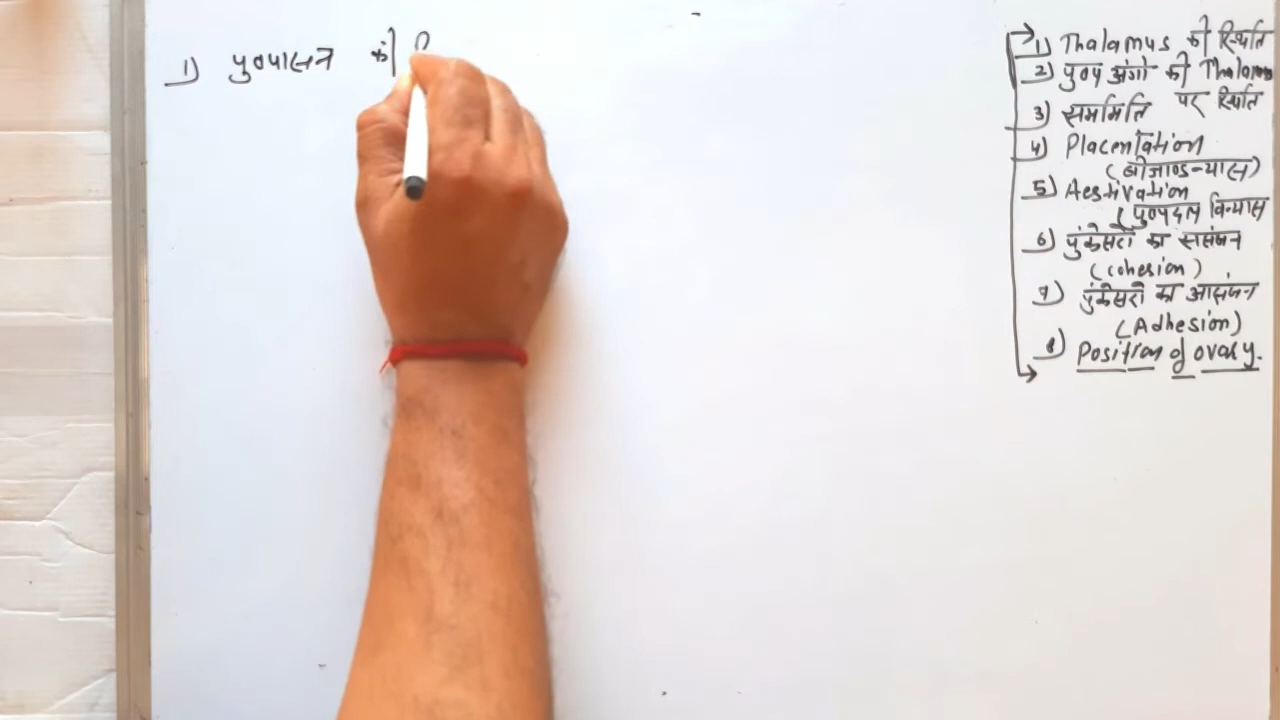 1) पुष्पासन की
1) Thalamus की स्थिति
2) पुष्प अंगो की Thalamus
पर स्थिति
3) सममिति
4) Placentation
(बीजाण्डन्यास)
5) Aestivation
(पुष्पदल विन्यास
6) पुंकेसरो का ससंजन
(cohesion)
7) पुंकेसरो का आसंजन
(Adhesion)
8) Position of ovary.